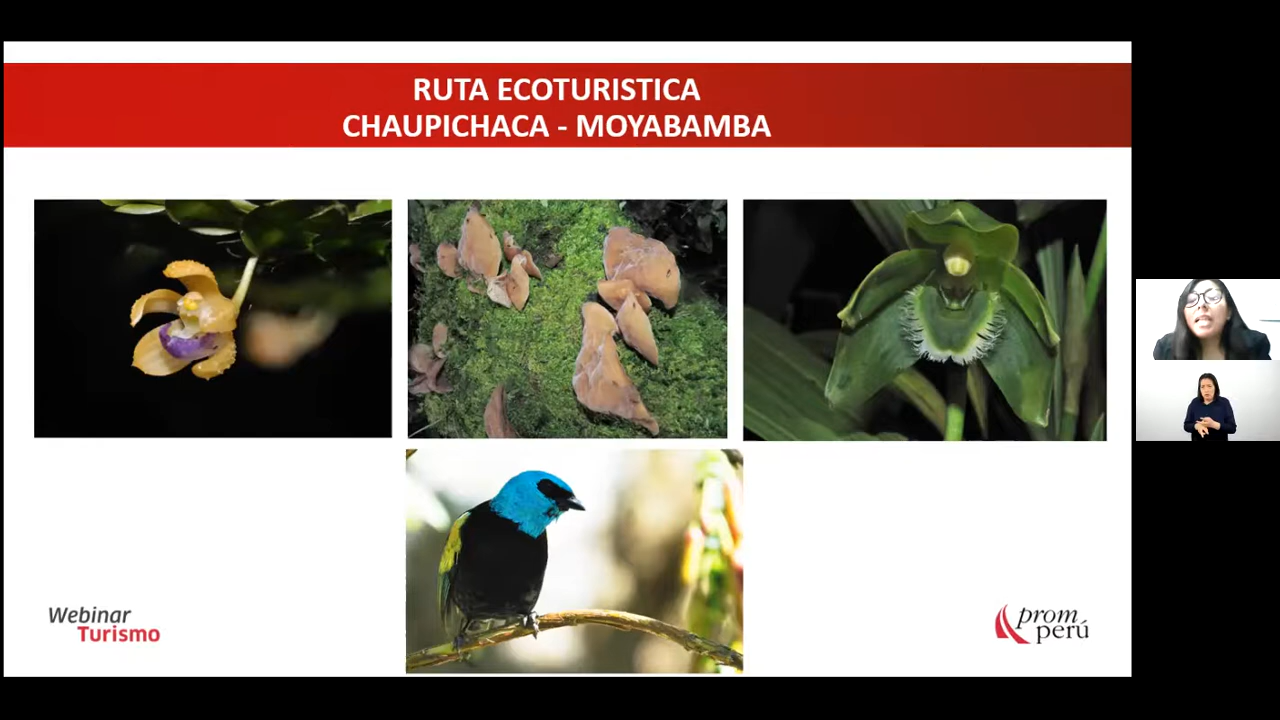 RUTA ECOTURISTICA
CHAUPICHACA - MOYABAMBA
Webinar
Turismo
prom
perú